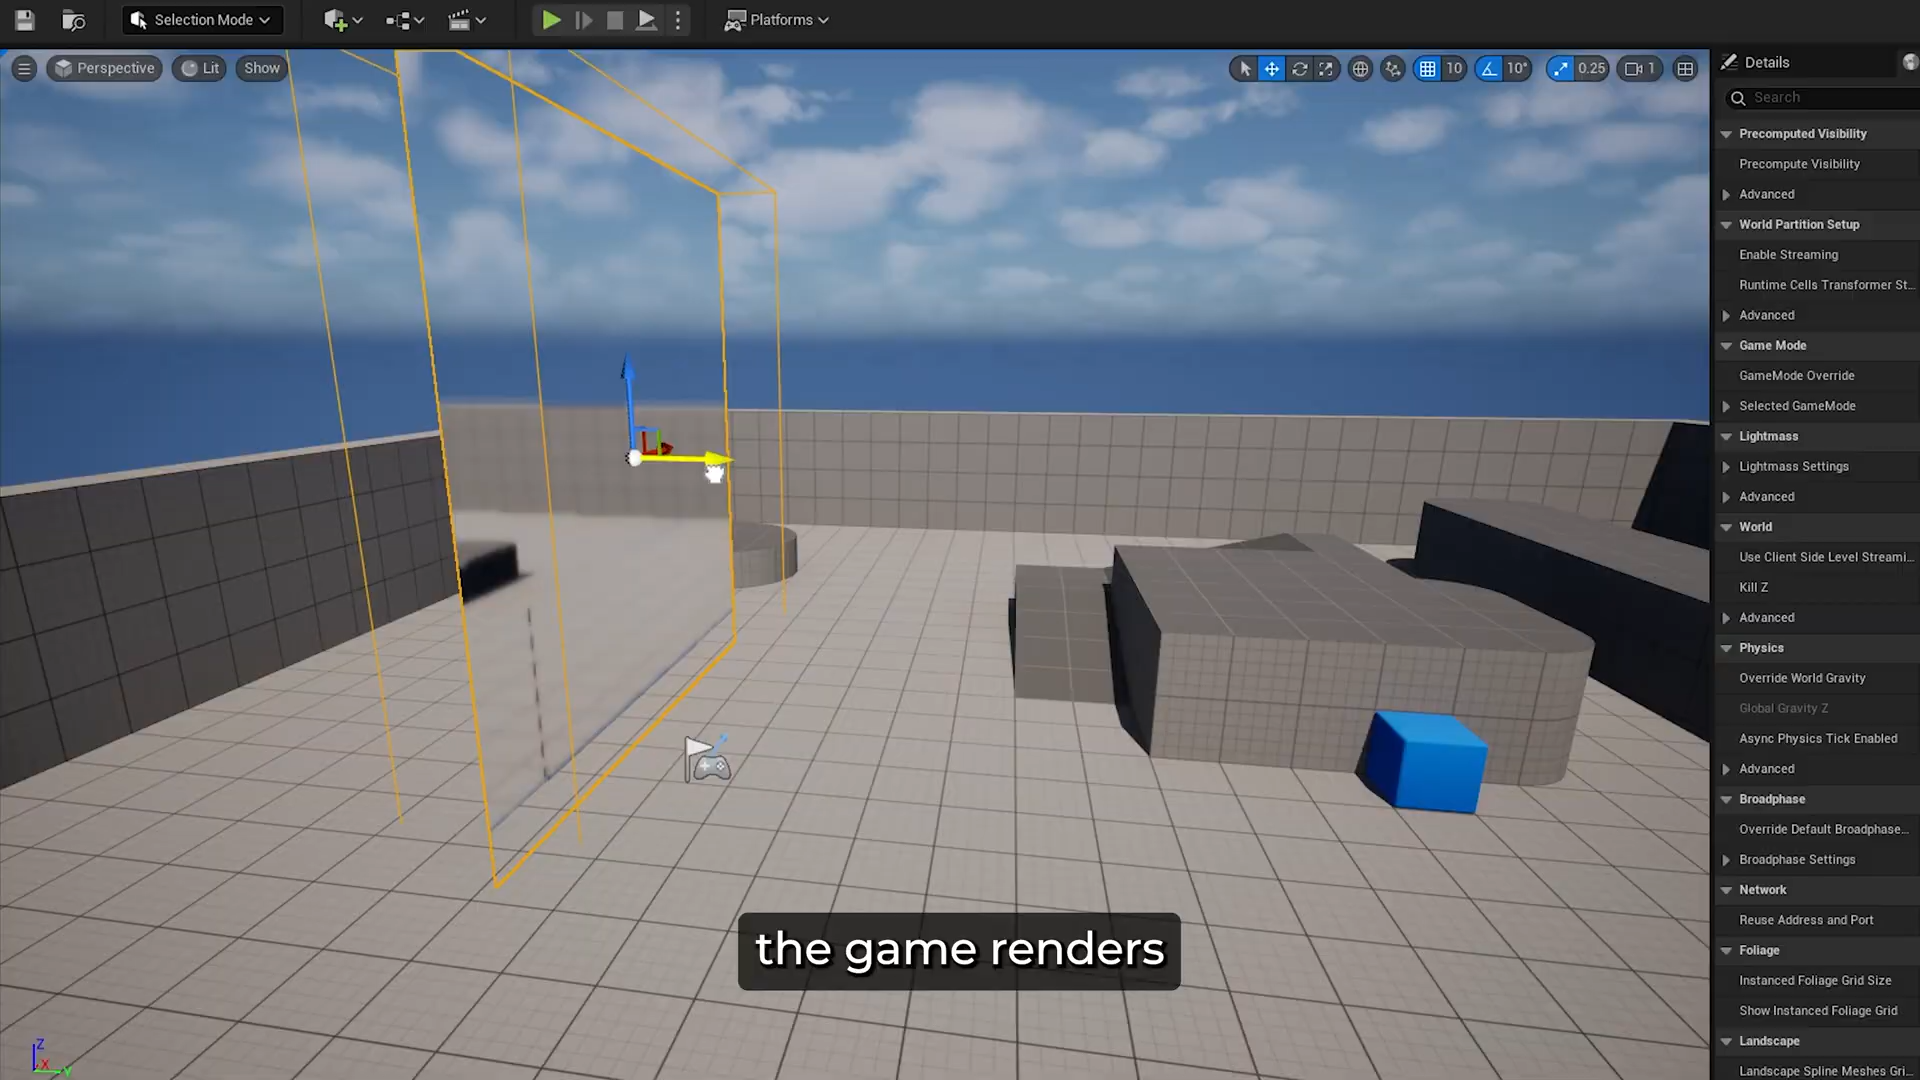 Selection Mode
Platforms
Perspective
Lit
Show
10
10°
0.25
1
Details
Search
Precomputed Visibility
Precompute Visibility
Advanced
World Partition Setup
Enable Streaming
Runtime Cells Transformer St...
Advanced
Game Mode
GameMode Override
Selected GameMode
Lightmass
Lightmass Settings
Advanced
World
Use Client Side Level Streami...
Kill Z
Advanced
Physics
Override World Gravity
Global Gravity Z
Async Physics Tick Enabled
Advanced
Broadphase
Override Default Broadphase...
Broadphase Settings
Network
Reuse Address and Port
Foliage
Instanced Foliage Grid Size
Show Instanced Foliage Grid
Landscape
Landscape Spline Meshes Gri...
the game renders
Z
X
Y